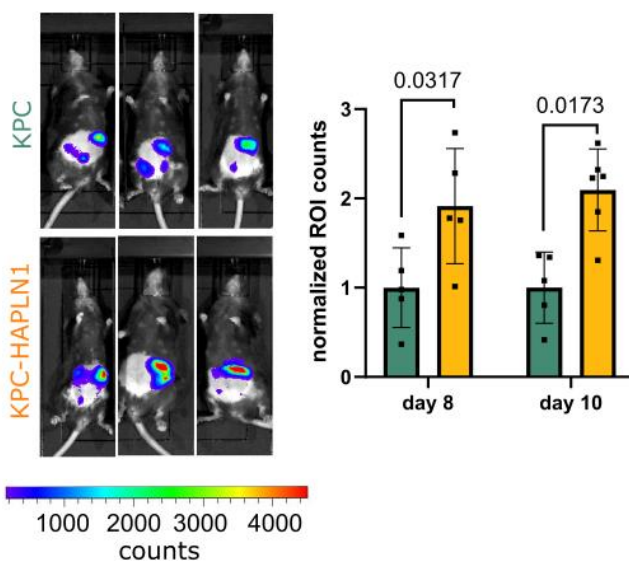 KPC
KPC-HAPLN1
1000 2000 3000 4000
counts
normalized ROI counts
3
2
1
0
0.0317
0.0173
day 8
day 10